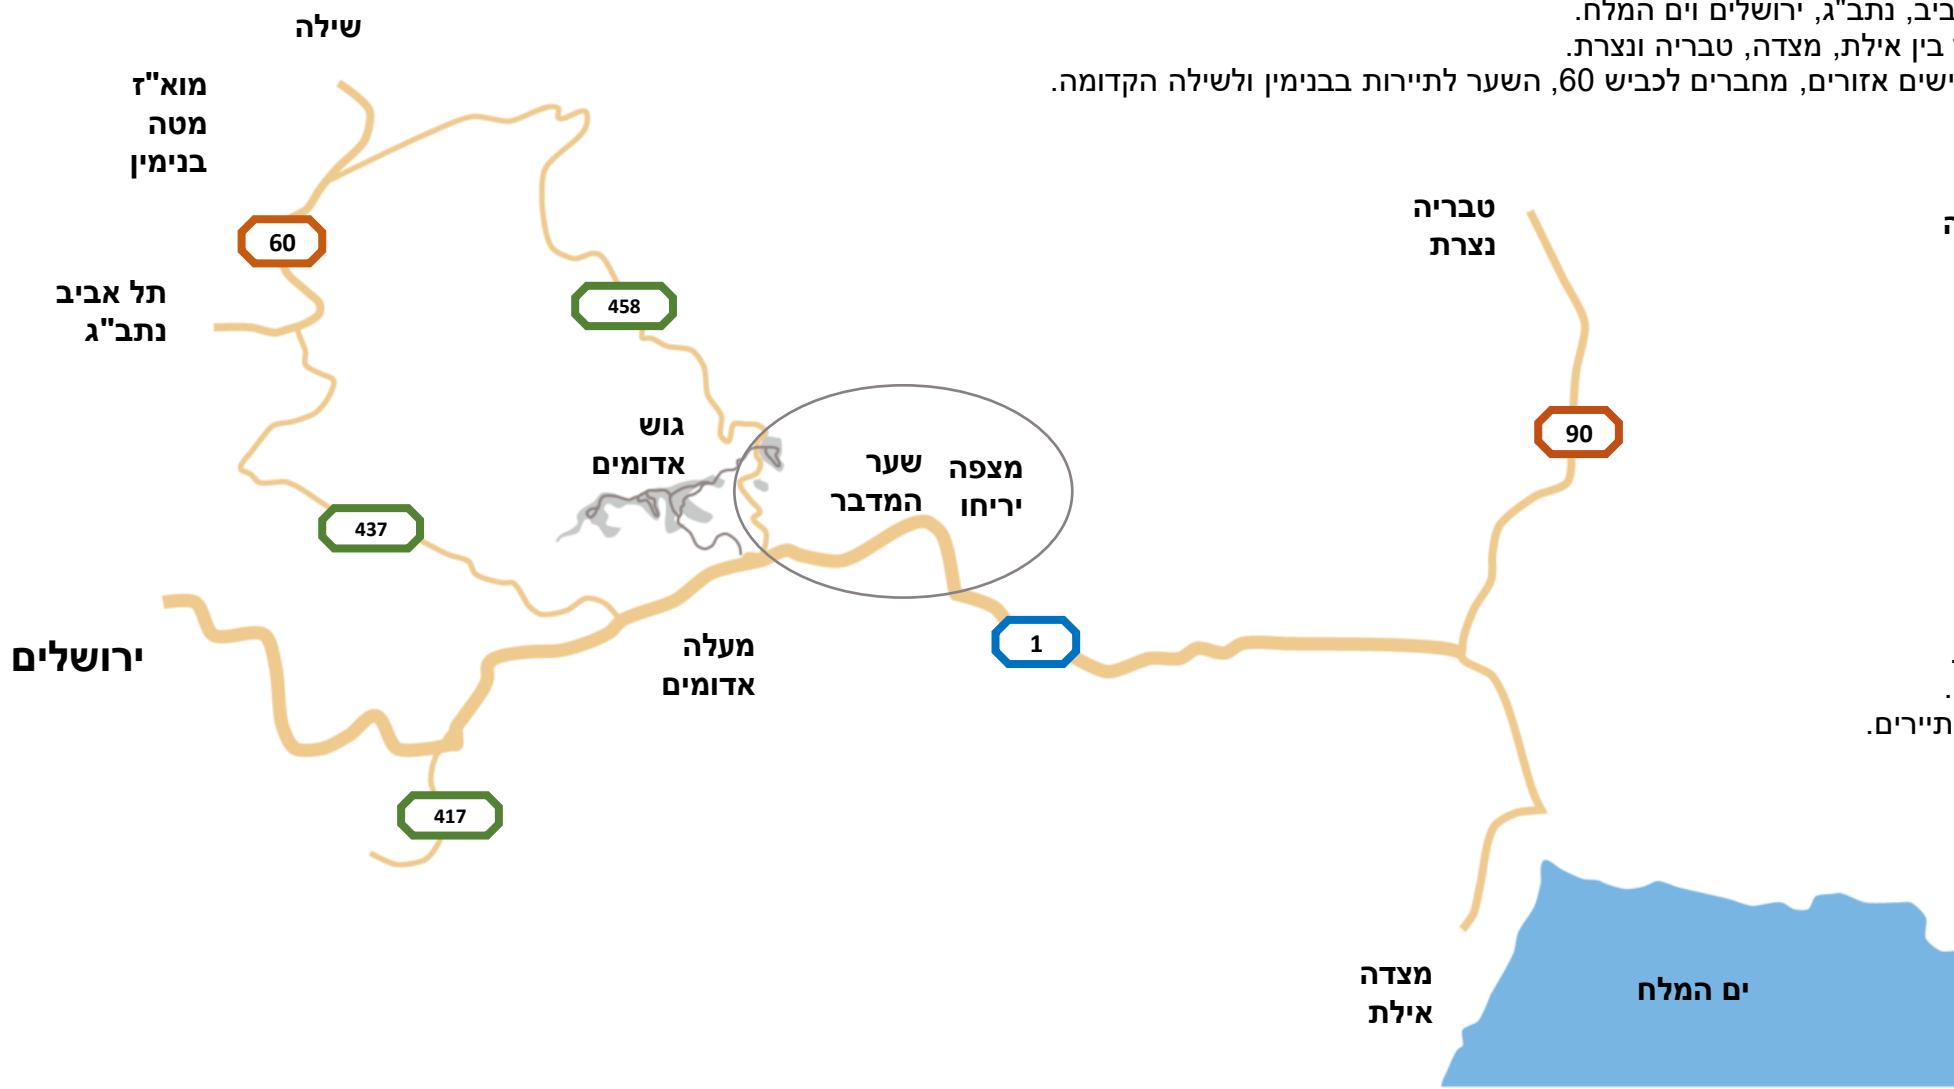 ביב, נתב"ג, ירושלים וים המלח.
בין אילת, מצדה, טבריה ונצרת.
ישים אזורים, מחברים לכביש 60, השער לתיירות בבנימין ולשילה הקדומה.
שילה
מוא"ז
מטה
בנימין
60
תל אביב
נתב"ג
458
טבריה
נצרת
ה
90
גוש
אדומים
שער
המדבר
מצפה
יריחו
437
ירושלים
מעלה
אדומים
1
תיירים.
417
מצדה
אילת
ים המלח